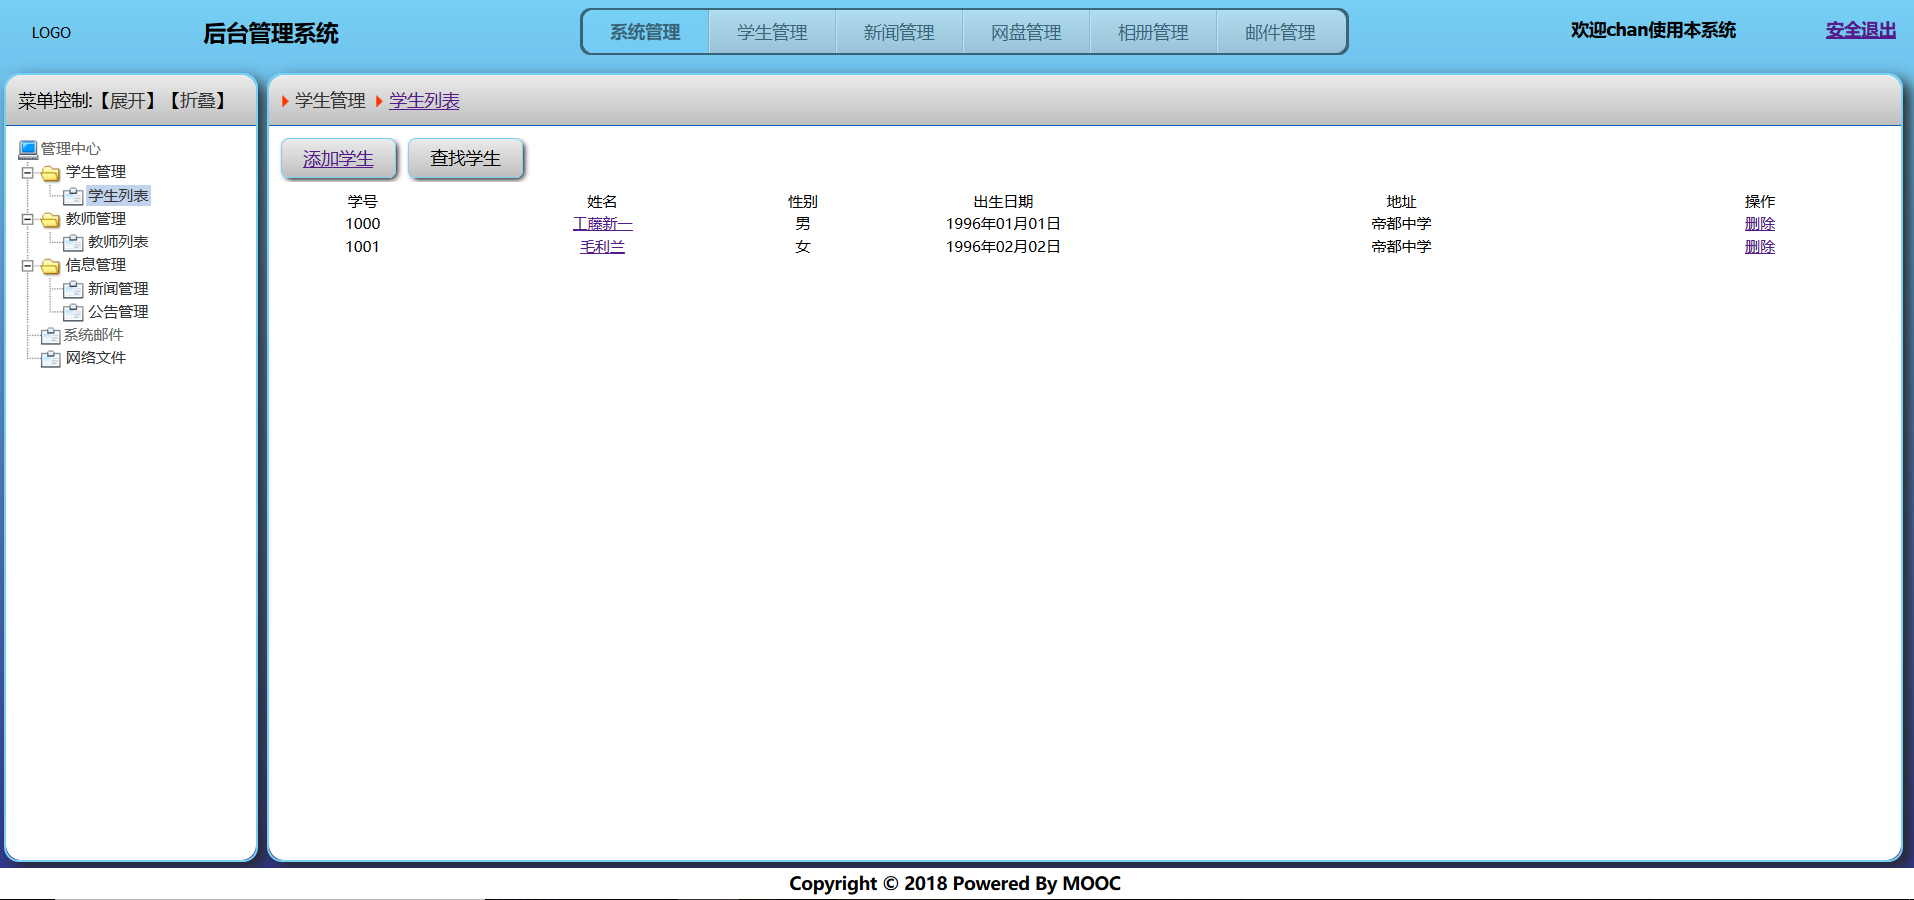 LOGO
后台管理系统
系统管理 学生管理 新闻管理 网盘管理 相册管理 邮件管理
欢迎chan使用本系统
安全退出
菜单控制:【展开】【折叠】
管理中心
学生管理
学生列表
教师管理
教师列表
信息管理
新闻管理
公告管理
系统邮件
网络文件
学生管理 学生列表
添加学生 查找学生
学号 姓名 性别 出生日期 地址 操作
1000 工藤新一 男 1996年01月01日 帝都中学 删除
1001 毛利兰 女 1996年02月02日 帝都中学 删除
Copyright © 2018 Powered By MOOC